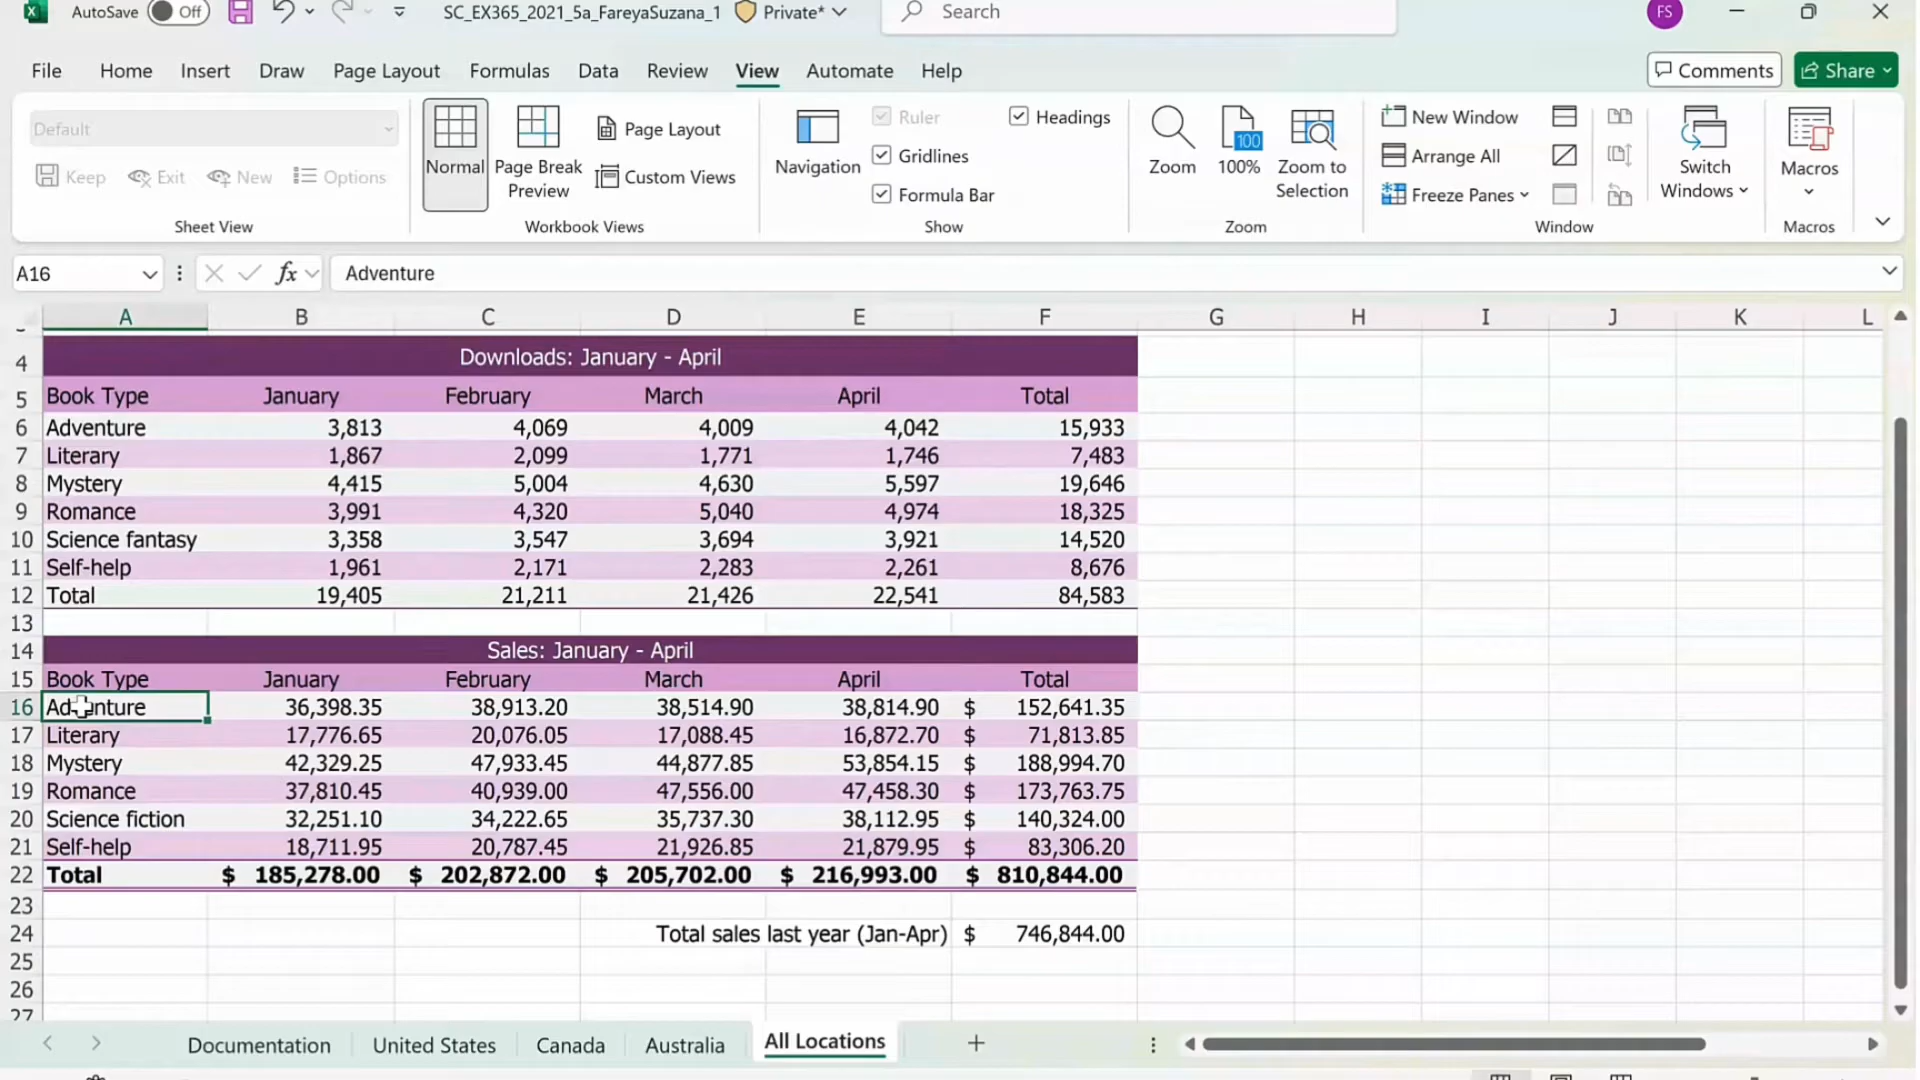 AutoSave Off SC_EX365_2021_5a_FareyaSuzana_1 Private* Search FS
File Home Insert Draw Page Layout Formulas Data Review View Automate Help Comments Share
Default
Keep Exit New Options
Sheet View
Normal
Page Break Preview
Page Layout
Custom Views
Workbook Views
Navigation
Ruler
Headings
Gridlines
Formula Bar
Show
Zoom
100
100%
Zoom to Selection
Zoom
New Window
Arrange All
Freeze Panes
Switch Windows
Window
Macros
Macros
A16 fx Adventure
A B C D E F G H I J K L
4 Downloads: January - April
5 Book Type January February March April Total
6 Adventure 3,813 4,069 4,009 4,042 15,933
7 Literary 1,867 2,099 1,771 1,746 7,483
8 Mystery 4,415 5,004 4,630 5,597 19,646
9 Romance 3,991 4,320 5,040 4,974 18,325
10 Science fantasy 3,358 3,547 3,694 3,921 14,520
11 Self-help 1,961 2,171 2,283 2,261 8,676
12 Total 19,405 21,211 21,426 22,541 84,583
13
14 Sales: January - April
15 Book Type January February March April Total
16 Adventure 36,398.35 38,913.20 38,514.90 38,814.90 $ 152,641.35
17 Literary 17,776.65 20,076.05 17,088.45 16,872.70 $ 71,813.85
18 Mystery 42,329.25 47,933.45 44,877.85 53,854.15 $ 188,994.70
19 Romance 37,810.45 40,939.00 47,556.00 47,458.30 $ 173,763.75
20 Science fiction 32,251.10 34,222.65 35,737.30 38,112.95 $ 140,324.00
21 Self-help 18,711.95 20,787.45 21,926.85 21,879.95 $ 83,306.20
22 Total $ 185,278.00 $ 202,872.00 $ 205,702.00 $ 216,993.00 $ 810,844.00
23
24 Total sales last year (Jan-Apr) $ 746,844.00
25
26
27
Documentation United States Canada Australia All Locations